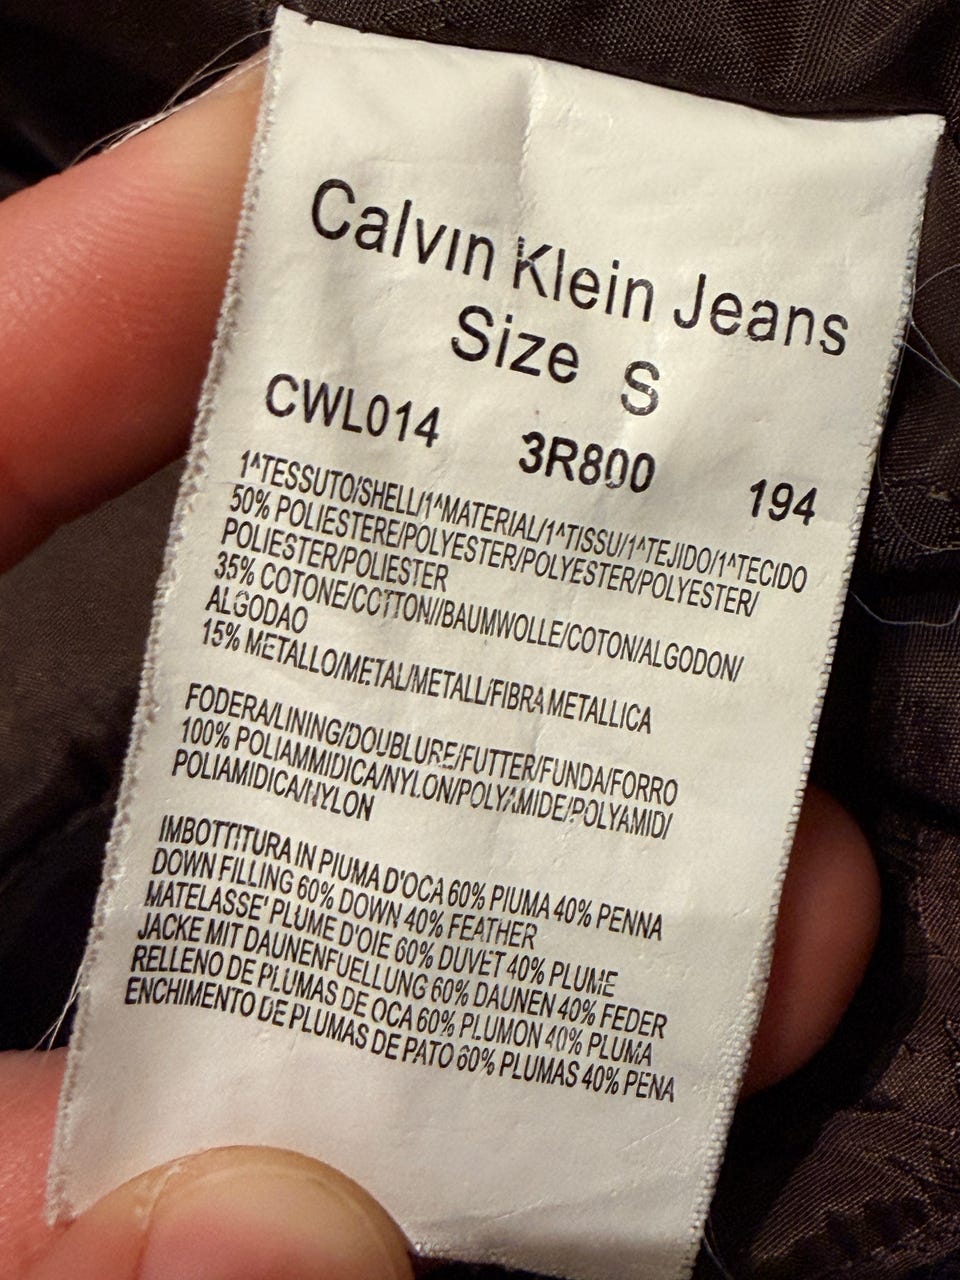 Calvin Klein Jeans
Size S
CWL014 3R800 194
1^TESSUTO/SHELL/1^MATERIAL/1^TISSU/1^TEJIDO/1^TECIDO
50% POLIESTERE/POLYESTER/POLYESTER/POLYESTER/
POLIESTER/POLIESTER
35% COTONE/COTTON//BAUMWOLLE/COTON/ALGODON/
ALGODAO
15% METALLO/METAL/METALL/FIBRA METALLICA
FODERA/LINING/DOUBLURE/FUTTER/FUNDA/FORRO
100% POLIAMMIDICA/NYLON/POLYAMIDE/POLYAMID/
POLIAMIDICA/NYLON
IMBOTTITURA IN PIUMA D'OCA 60% PIUMA 40% PENNA
DOWN FILLING 60% DOWN 40% FEATHER
MATELASSE' PLUME D'OIE 60% DUVET 40% PLUME
JACKE MIT DAUNENFUELLUNG 60% DAUNEN 40% FEDER
RELLENO DE PLUMAS DE OCA 60% PLUMON 40% PLUMA
ENCHIMENTO DE PLUMAS DE PATO 60% PLUMAS 40% PENA